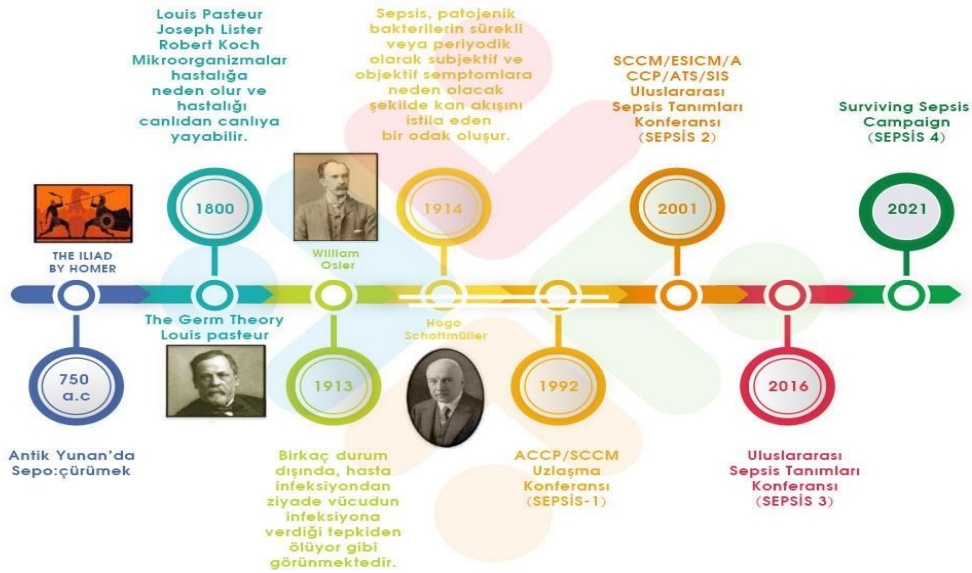 Louis Pasteur
Joseph Lister
Robert Koch
Mikroorganizmalar
hastalığa
neden olur ve
hastalığı
canlıdan canlıya
yayabilir.
Sepsis, patojenik
bakterilerin sürekli
veya periyodik
olarak subjektif ve
objektif semptomlara
neden olacak
şekilde kan akışını
istila eden
bir odak oluşur.
SCCM/ESICM/A
CCP/ATS/SIS
Uluslararası
Sepsis Tanımları
Konferansı
(SEPSİS 2)
Surviving Sepsis
Campaign
(SEPSİS 4)
1800
1914
2001
2021
THE ILIAD
BY HOMER
William
Osler
The Germ Theory
Louis pasteur
Hogo
Schottmüller
750
a.c
1913
1992
2016
Antik Yunan'da
Sepo:çürümek
Birkaç durum
dışında, hasta
infeksiyondan
ziyade vücudun
infeksiyona
verdiği tepkiden
ölüyor gibi
görünmektedir.
ACCP/SCCM
Uzlaşma
Konferansı
(SEPSİS-1)
Uluslararası
Sepsis Tanımları
Konferansı
(SEPSİS 3)